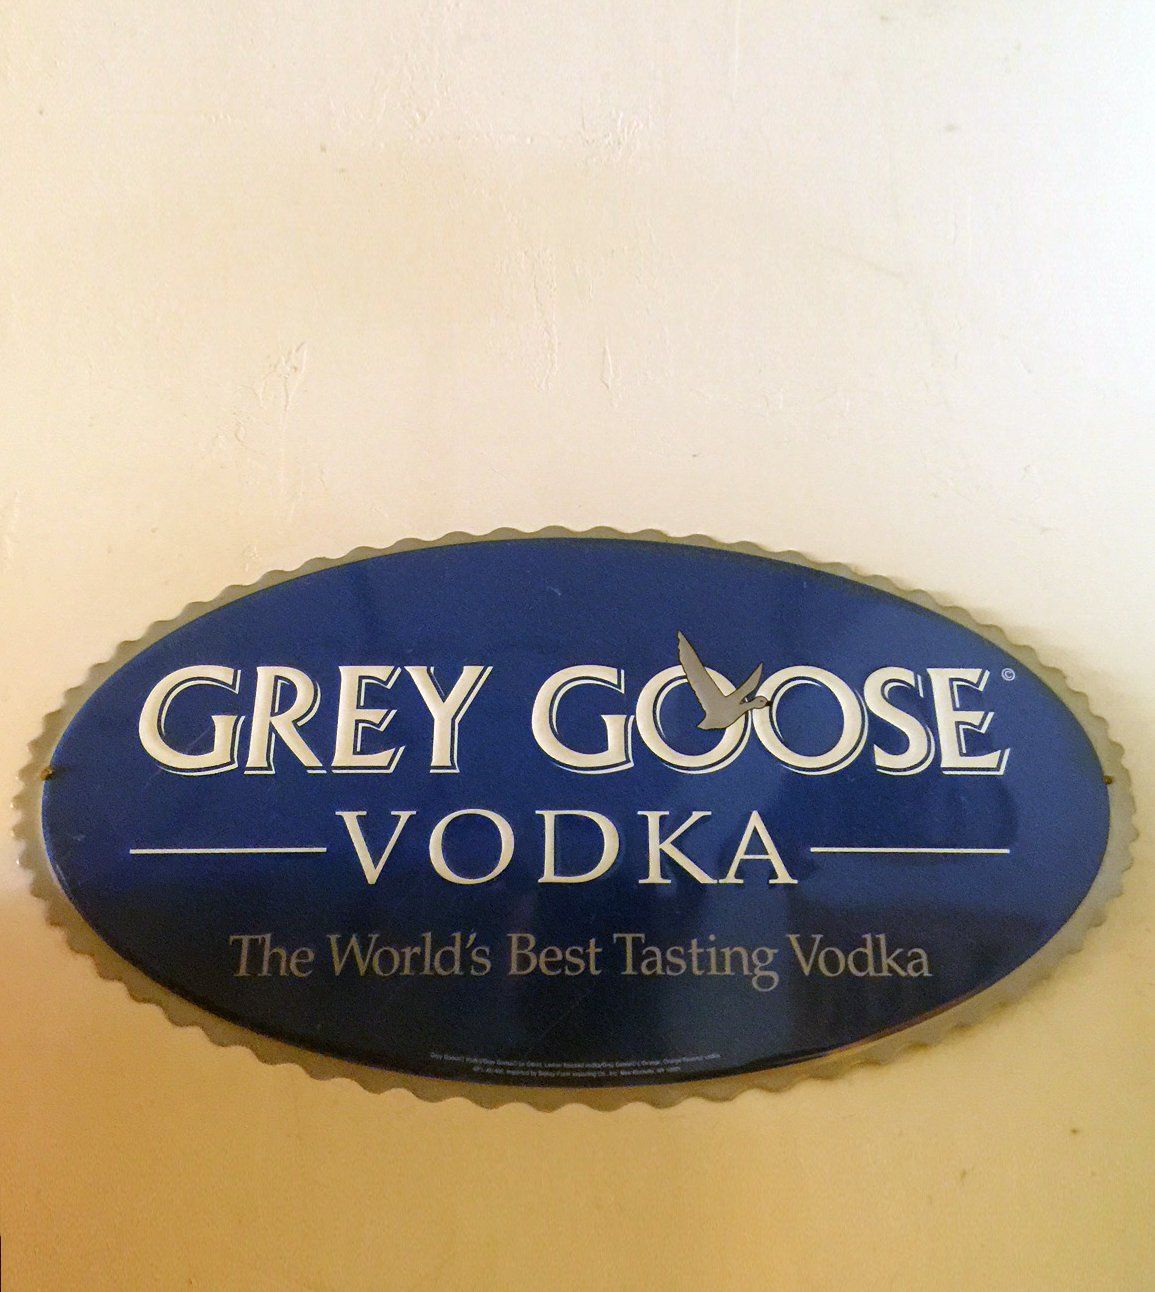 GREY GOOSE ©
VODKA
The World's Best Tasting Vodka